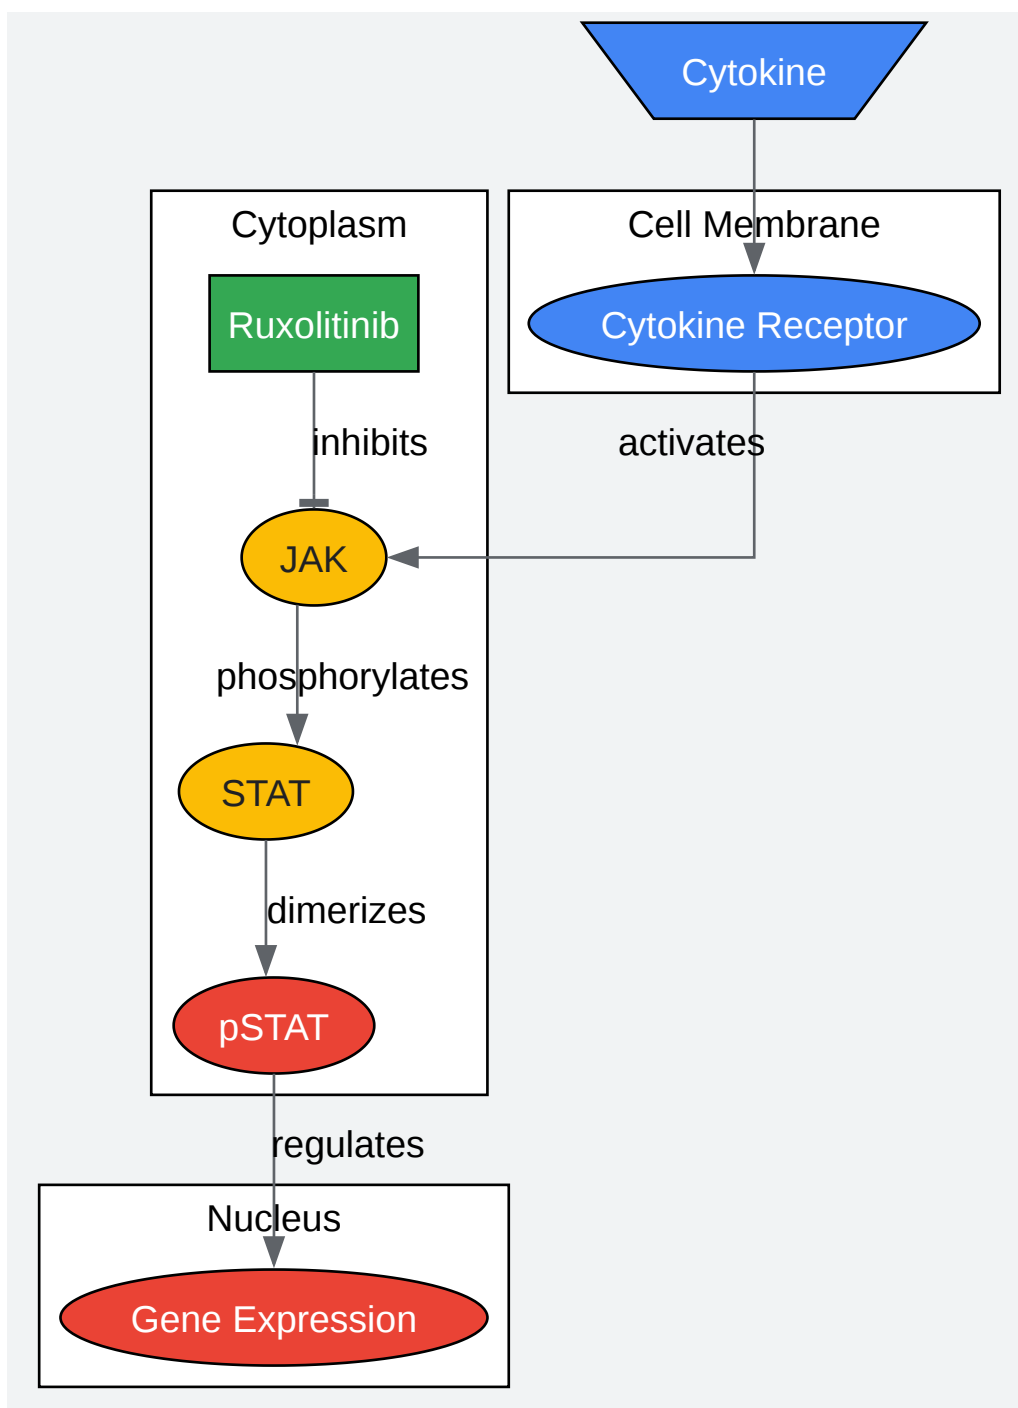 Cytokine
Cytoplasm
Cell Membrane
Ruxolitinib
Cytokine Receptor
inhibits
activates
JAK
phosphorylates
STAT
dimerizes
pSTAT
regulates
Nucleus
Gene Expression